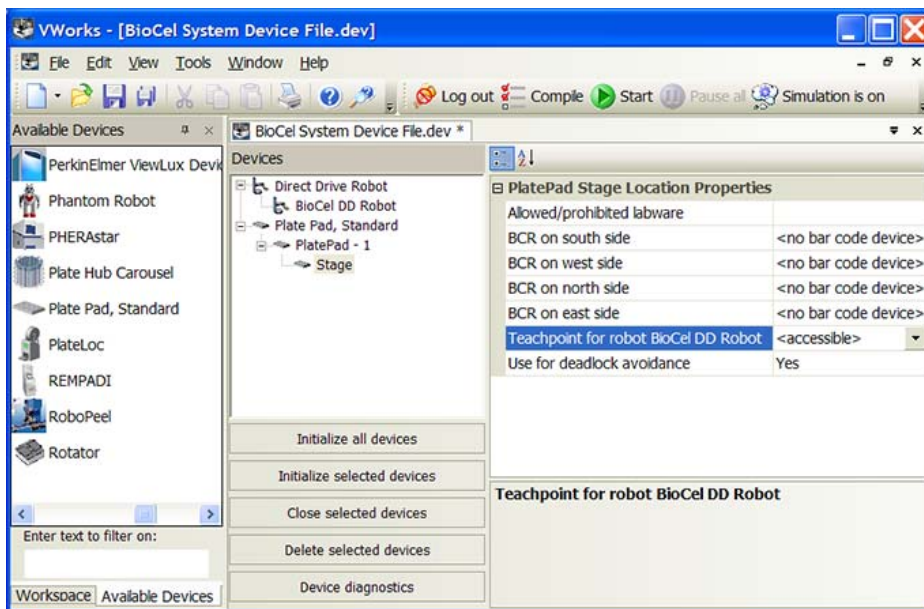 VWorks - [BioCel System Device File.dev]
File Edit View Tools Window Help
Log out Compile Start Pause all Simulation is on
Available Devices
PerkinElmer ViewLux Devi
Phantom Robot
PHERAstar
Plate Hub Carousel
Plate Pad, Standard
PlateLoc
REMPADI
RoboPeel
Rotator
Enter text to filter on:
Workspace Available Devices
BioCel System Device File.dev *
Devices
Direct Drive Robot
BioCel DD Robot
Plate Pad, Standard
PlatePad - 1
Stage
Initialize all devices
Initialize selected devices
Close selected devices
Delete selected devices
Device diagnostics
PlatePad Stage Location Properties
Allowed/prohibited labware
BCR on south side <no bar code device>
BCR on west side <no bar code device>
BCR on north side <no bar code device>
BCR on east side <no bar code device>
Teachpoint for robot BioCel DD Robot <accessible>
Use for deadlock avoidance Yes
Teachpoint for robot BioCel DD Robot